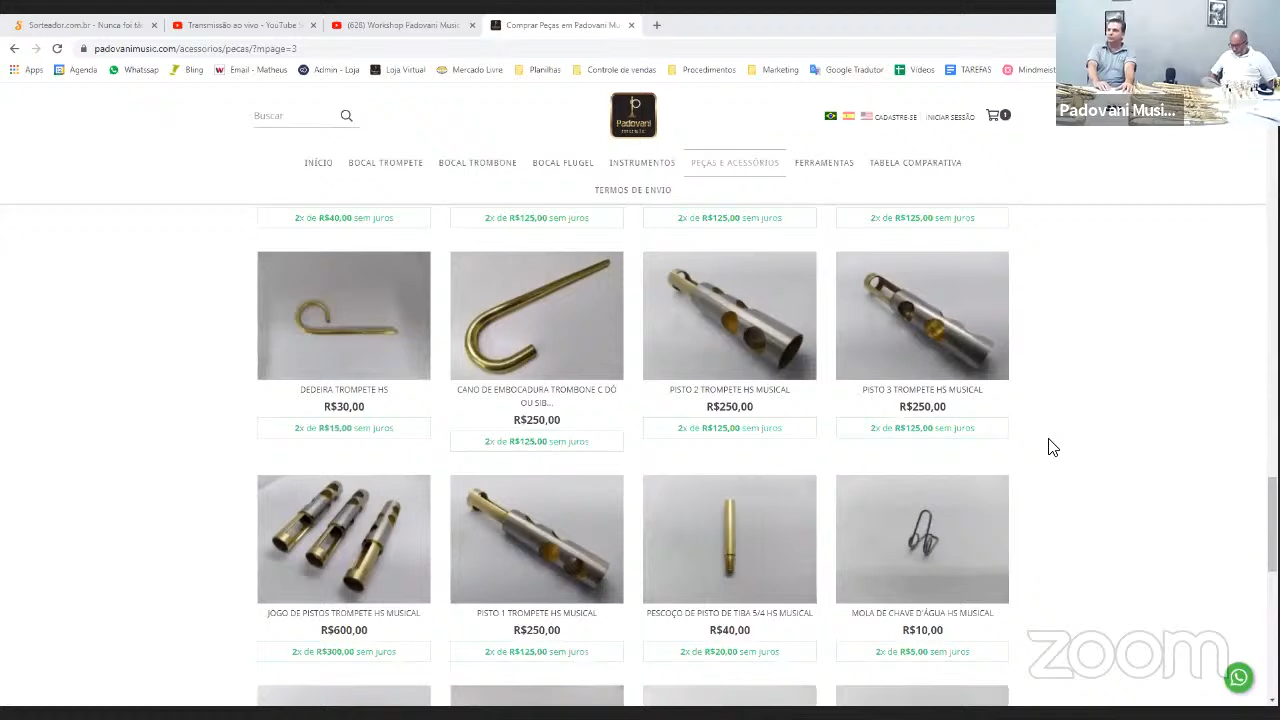 Sorteador.com.br - Nunca foi tã
Transmissão ao vivo - YouTube S
(628) Workshop Padovani Music
Comprar Peças em Padovani Mu
padovanimusic.com/acessorios/pecas/?mpage=3
Apps
Agenda
Whatssap
Bling
Email - Matheus
Admin - Loja
Loja Virtual
Mercado Livre
Planilhas
Controle de vendas
Procedimentos
Marketing
Google Tradutor
Vídeos
TAREFAS
Mindmeist
Padovani Musi...
Buscar
Padovani
music
CADASTRE-SE
INICIAR SESSÃO
1
INÍCIO
BOCAL TROMPETE
BOCAL TROMBONE
BOCAL FLUGEL
INSTRUMENTOS
PEÇAS E ACESSÓRIOS
FERRAMENTAS
TABELA COMPARATIVA
TERMOS DE ENVIO
2x de R$40,00 sem juros
2x de R$125,00 sem juros
2x de R$125,00 sem juros
2x de R$125,00 sem juros
DEDEIRA TROMPETE HS
R$30,00
2x de R$15,00 sem juros
CANO DE EMBOCADURA TROMBONE C DÓ
OU SIB...
R$250,00
2x de R$125,00 sem juros
PISTO 2 TROMPETE HS MUSICAL
R$250,00
2x de R$125,00 sem juros
PISTO 3 TROMPETE HS MUSICAL
R$250,00
2x de R$125,00 sem juros
JOGO DE PISTOS TROMPETE HS MUSICAL
R$600,00
2x de R$300,00 sem juros
PISTO 1 TROMPETE HS MUSICAL
R$250,00
2x de R$125,00 sem juros
PESCOÇO DE PISTO DE TIBA 5/4 HS MUSICAL
R$40,00
2x de R$20,00 sem juros
MOLA DE CHAVE D'ÁGUA HS MUSICAL
R$10,00
2x de R$5,00 sem juros
zoom